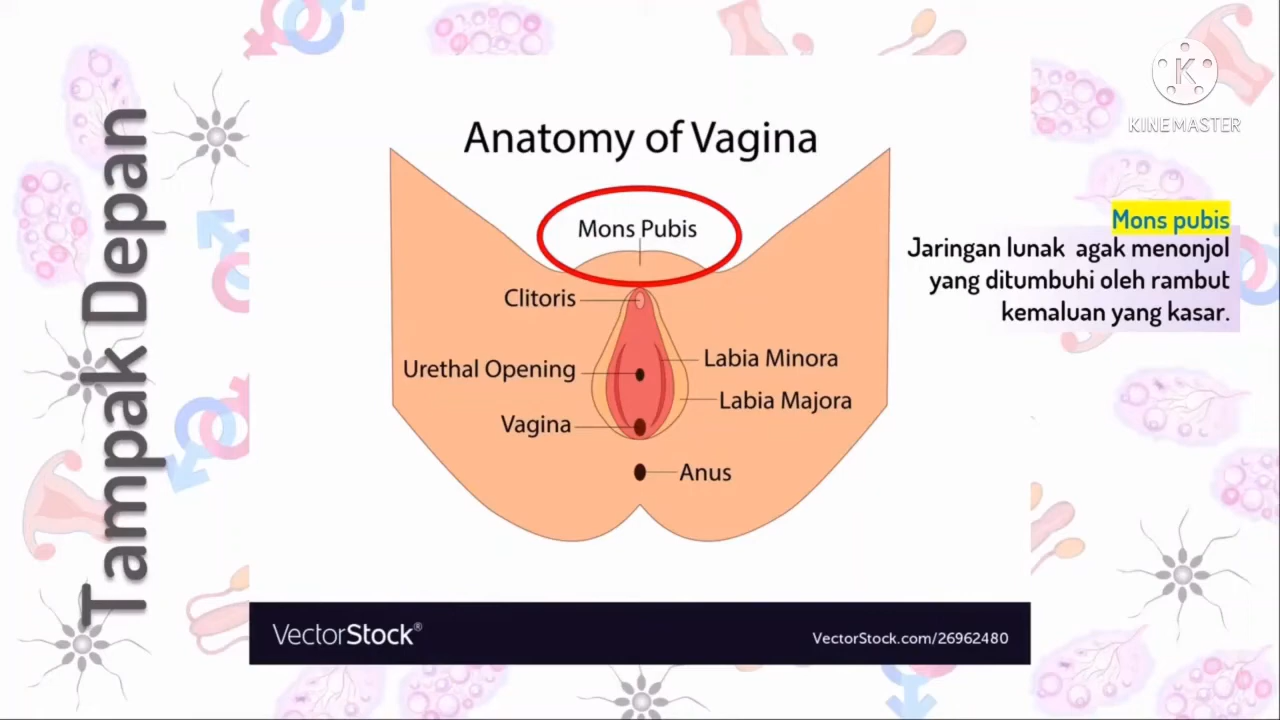 Tampak Depan
Anatomy of Vagina
Mons Pubis
Clitoris
Urethal Opening
Vagina
Labia Minora
Labia Majora
Anus
VectorStock®
VectorStock.com/26962480
K
KINEMASTER
Mons pubis
Jaringan lunak agak menonjol
yang ditumbuhi oleh rambut
kemaluan yang kasar.